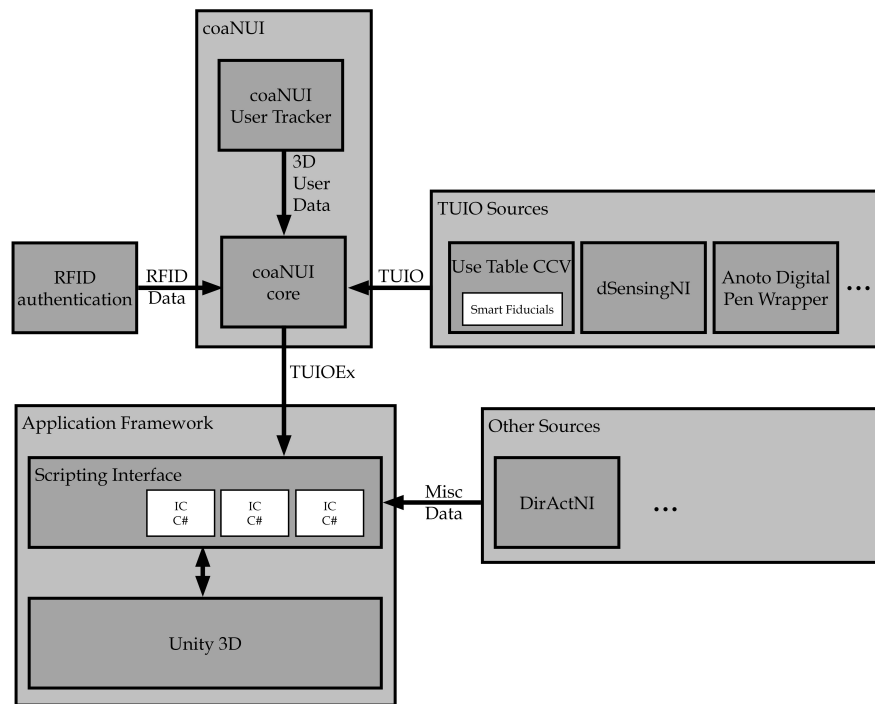 coaNUI
coaNUI
User Tracker
3D
User
Data
TUIO Sources
RFID
authentication
RFID
Data
coaNUI
core
TUIO
Use Table CCV
Smart Fiducials
dSensingNI
Anoto Digital
Pen Wrapper
...
TUIOEx
Application Framework
Scripting Interface
IC
C#
IC
C#
IC
C#
Misc
Data
Other Sources
DirActNI
...
Unity 3D